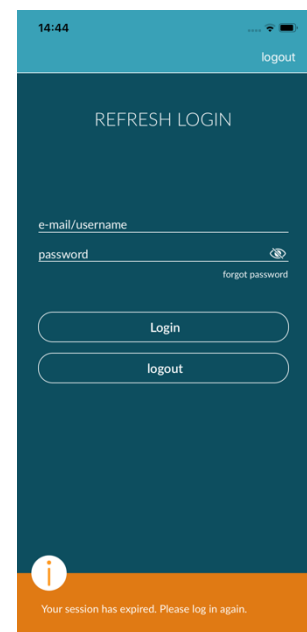 14:44
logout
REFRESH LOGIN
e-mail/username
password
forgot password
Login
logout
i
Your session has expired. Please log in again.